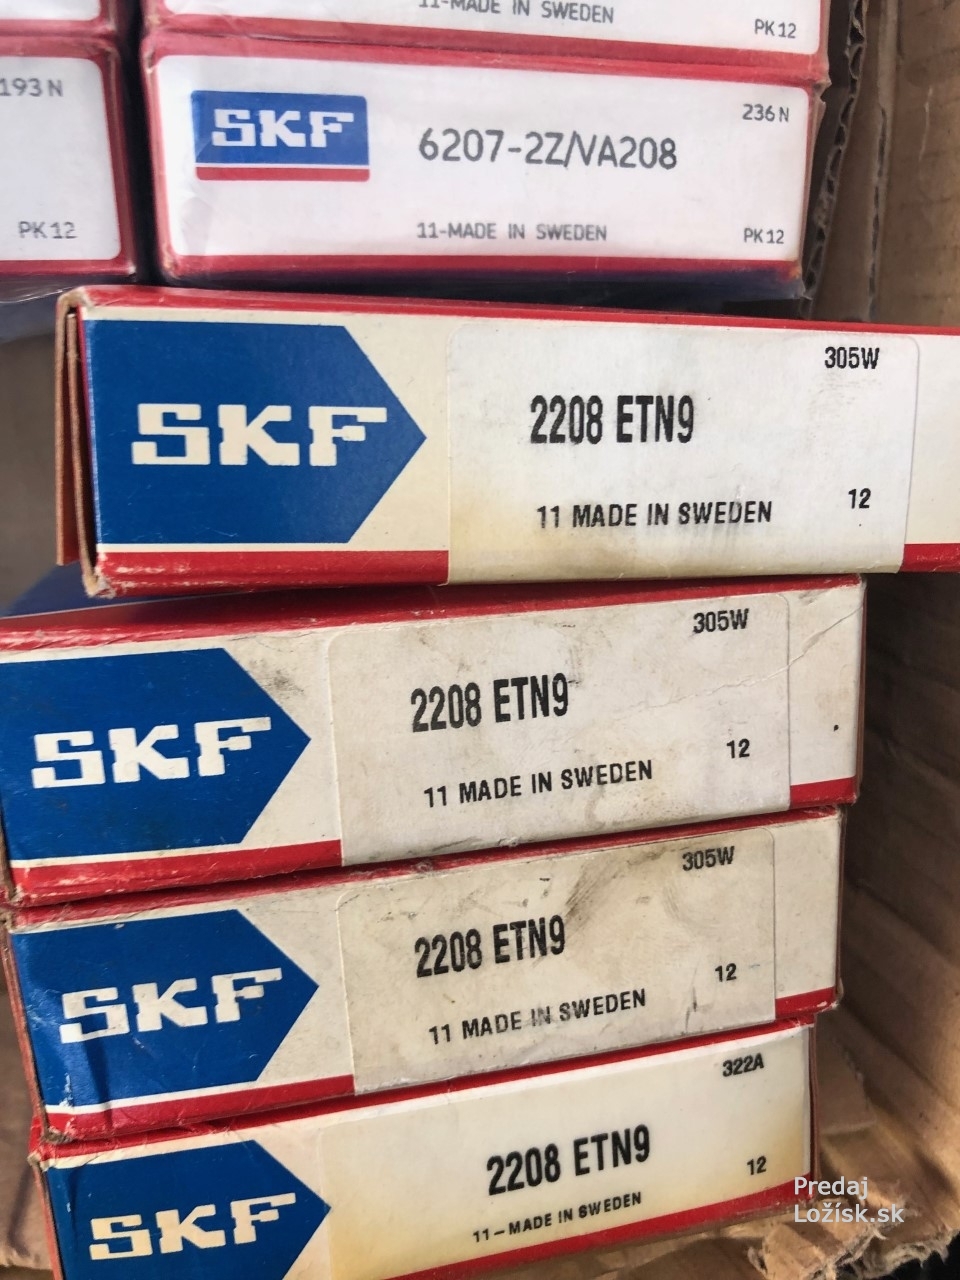 11-MADE IN SWEDEN
PK 12
193 N
PK 12
SKF
236 N
6207-2Z/VA208
11-MADE IN SWEDEN
PK 12
SKF
305W
2208 ETN9
11 MADE IN SWEDEN
12
SKF
305W
2208 ETN9
11 MADE IN SWEDEN
12
SKF
305W
2208 ETN9
11 MADE IN SWEDEN
12
SKF
322A
2208 ETN9
11-MADE IN SWEDEN
12
Predaj
Ložísk.sk